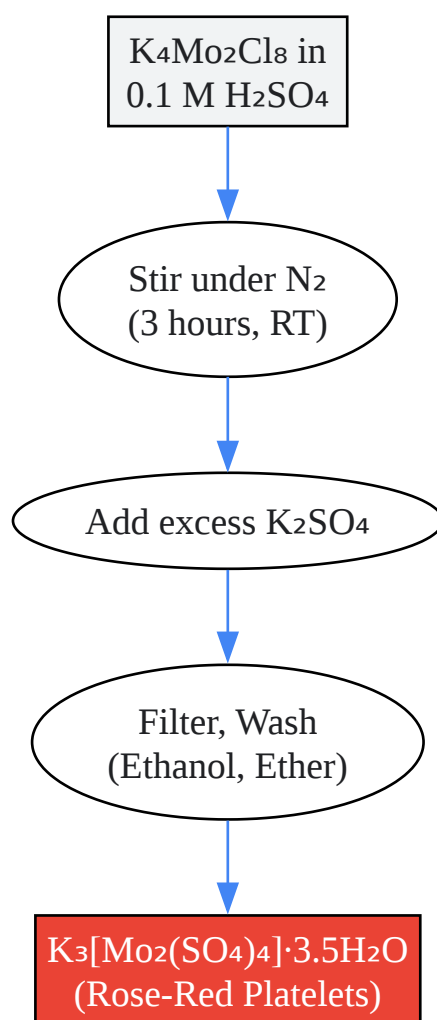 K₄Mo₂Cl₈ in
0.1 M H₂SO₄
Stir under N₂
(3 hours, RT)
Add excess K₂SO₄
Filter, Wash
(Ethanol, Ether)
K₃[Mo₂(SO₄)₄]·3.5H₂O
(Rose-Red Platelets)